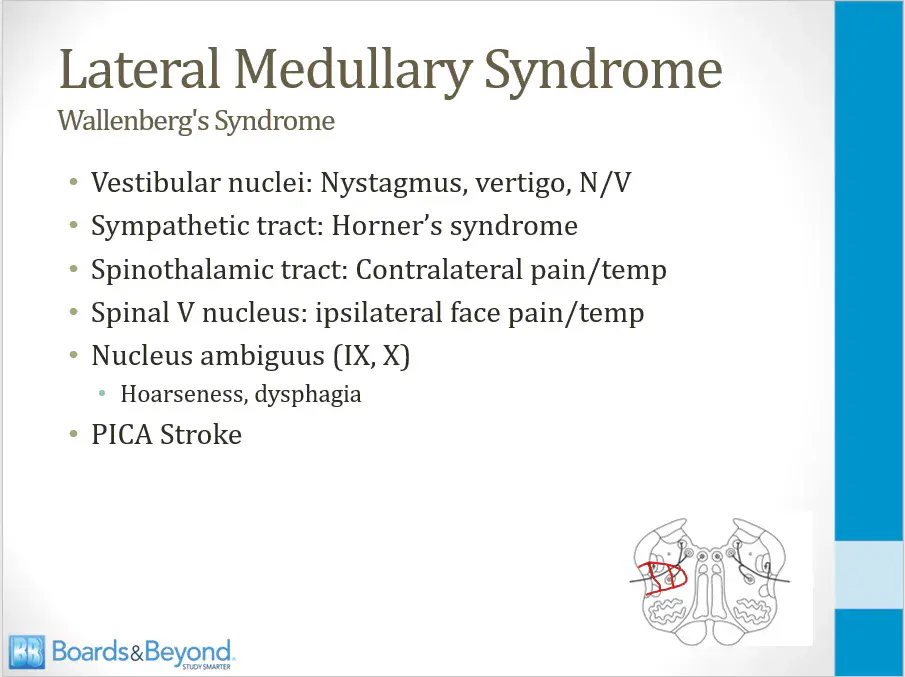 Lateral Medullary Syndrome
Wallenberg's Syndrome
• Vestibular nuclei: Nystagmus, vertigo, N/V
• Sympathetic tract: Horner’s syndrome
• Spinothalamic tract: Contralateral pain/temp
• Spinal V nucleus: ipsilateral face pain/temp
• Nucleus ambiguus (IX, X)
• Hoarseness, dysphagia
• PICA Stroke
BB Boards&Beyond.
STUDY SMARTER